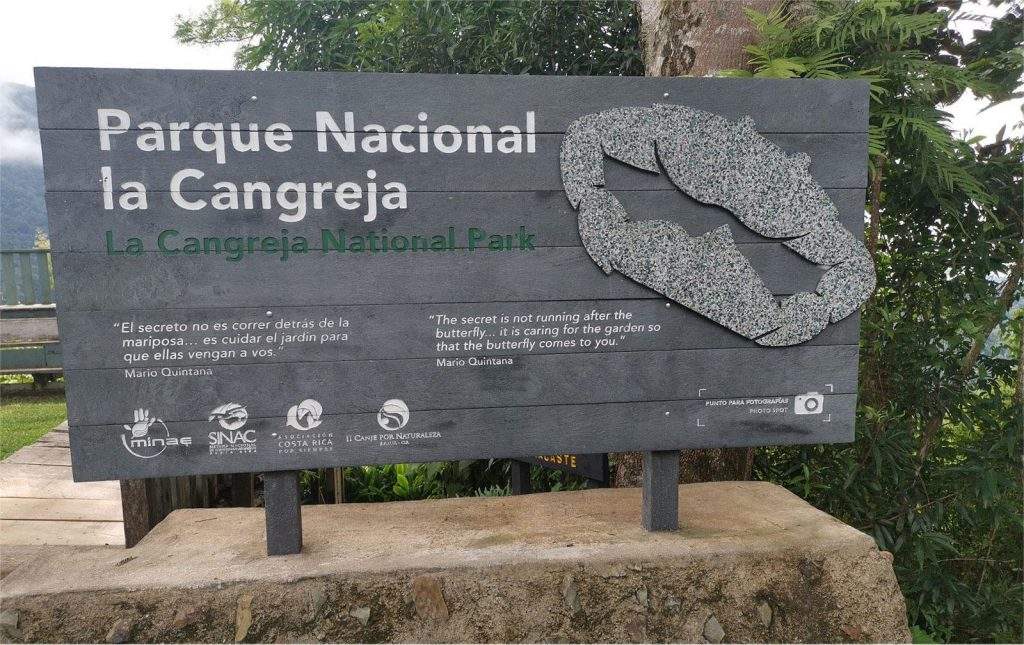 Parque Nacional
la Cangreja
La Cangreja National Park
“El secreto no es correr detrás de la
mariposa... es cuidar el jardín para
que ellas vengan a vos.”
Mario Quintana
“The secret is not running after the
butterfly... it is caring for the garden so
that the butterfly comes to you.”
Mario Quintana
PUNTO PARA FOTOGRAFÍAS
PHOTO SPOT
minae
SINAC
ASOCIACIÓN
COSTA RICA
POR SIEMPRE
II CANJE POR NATURALEZA